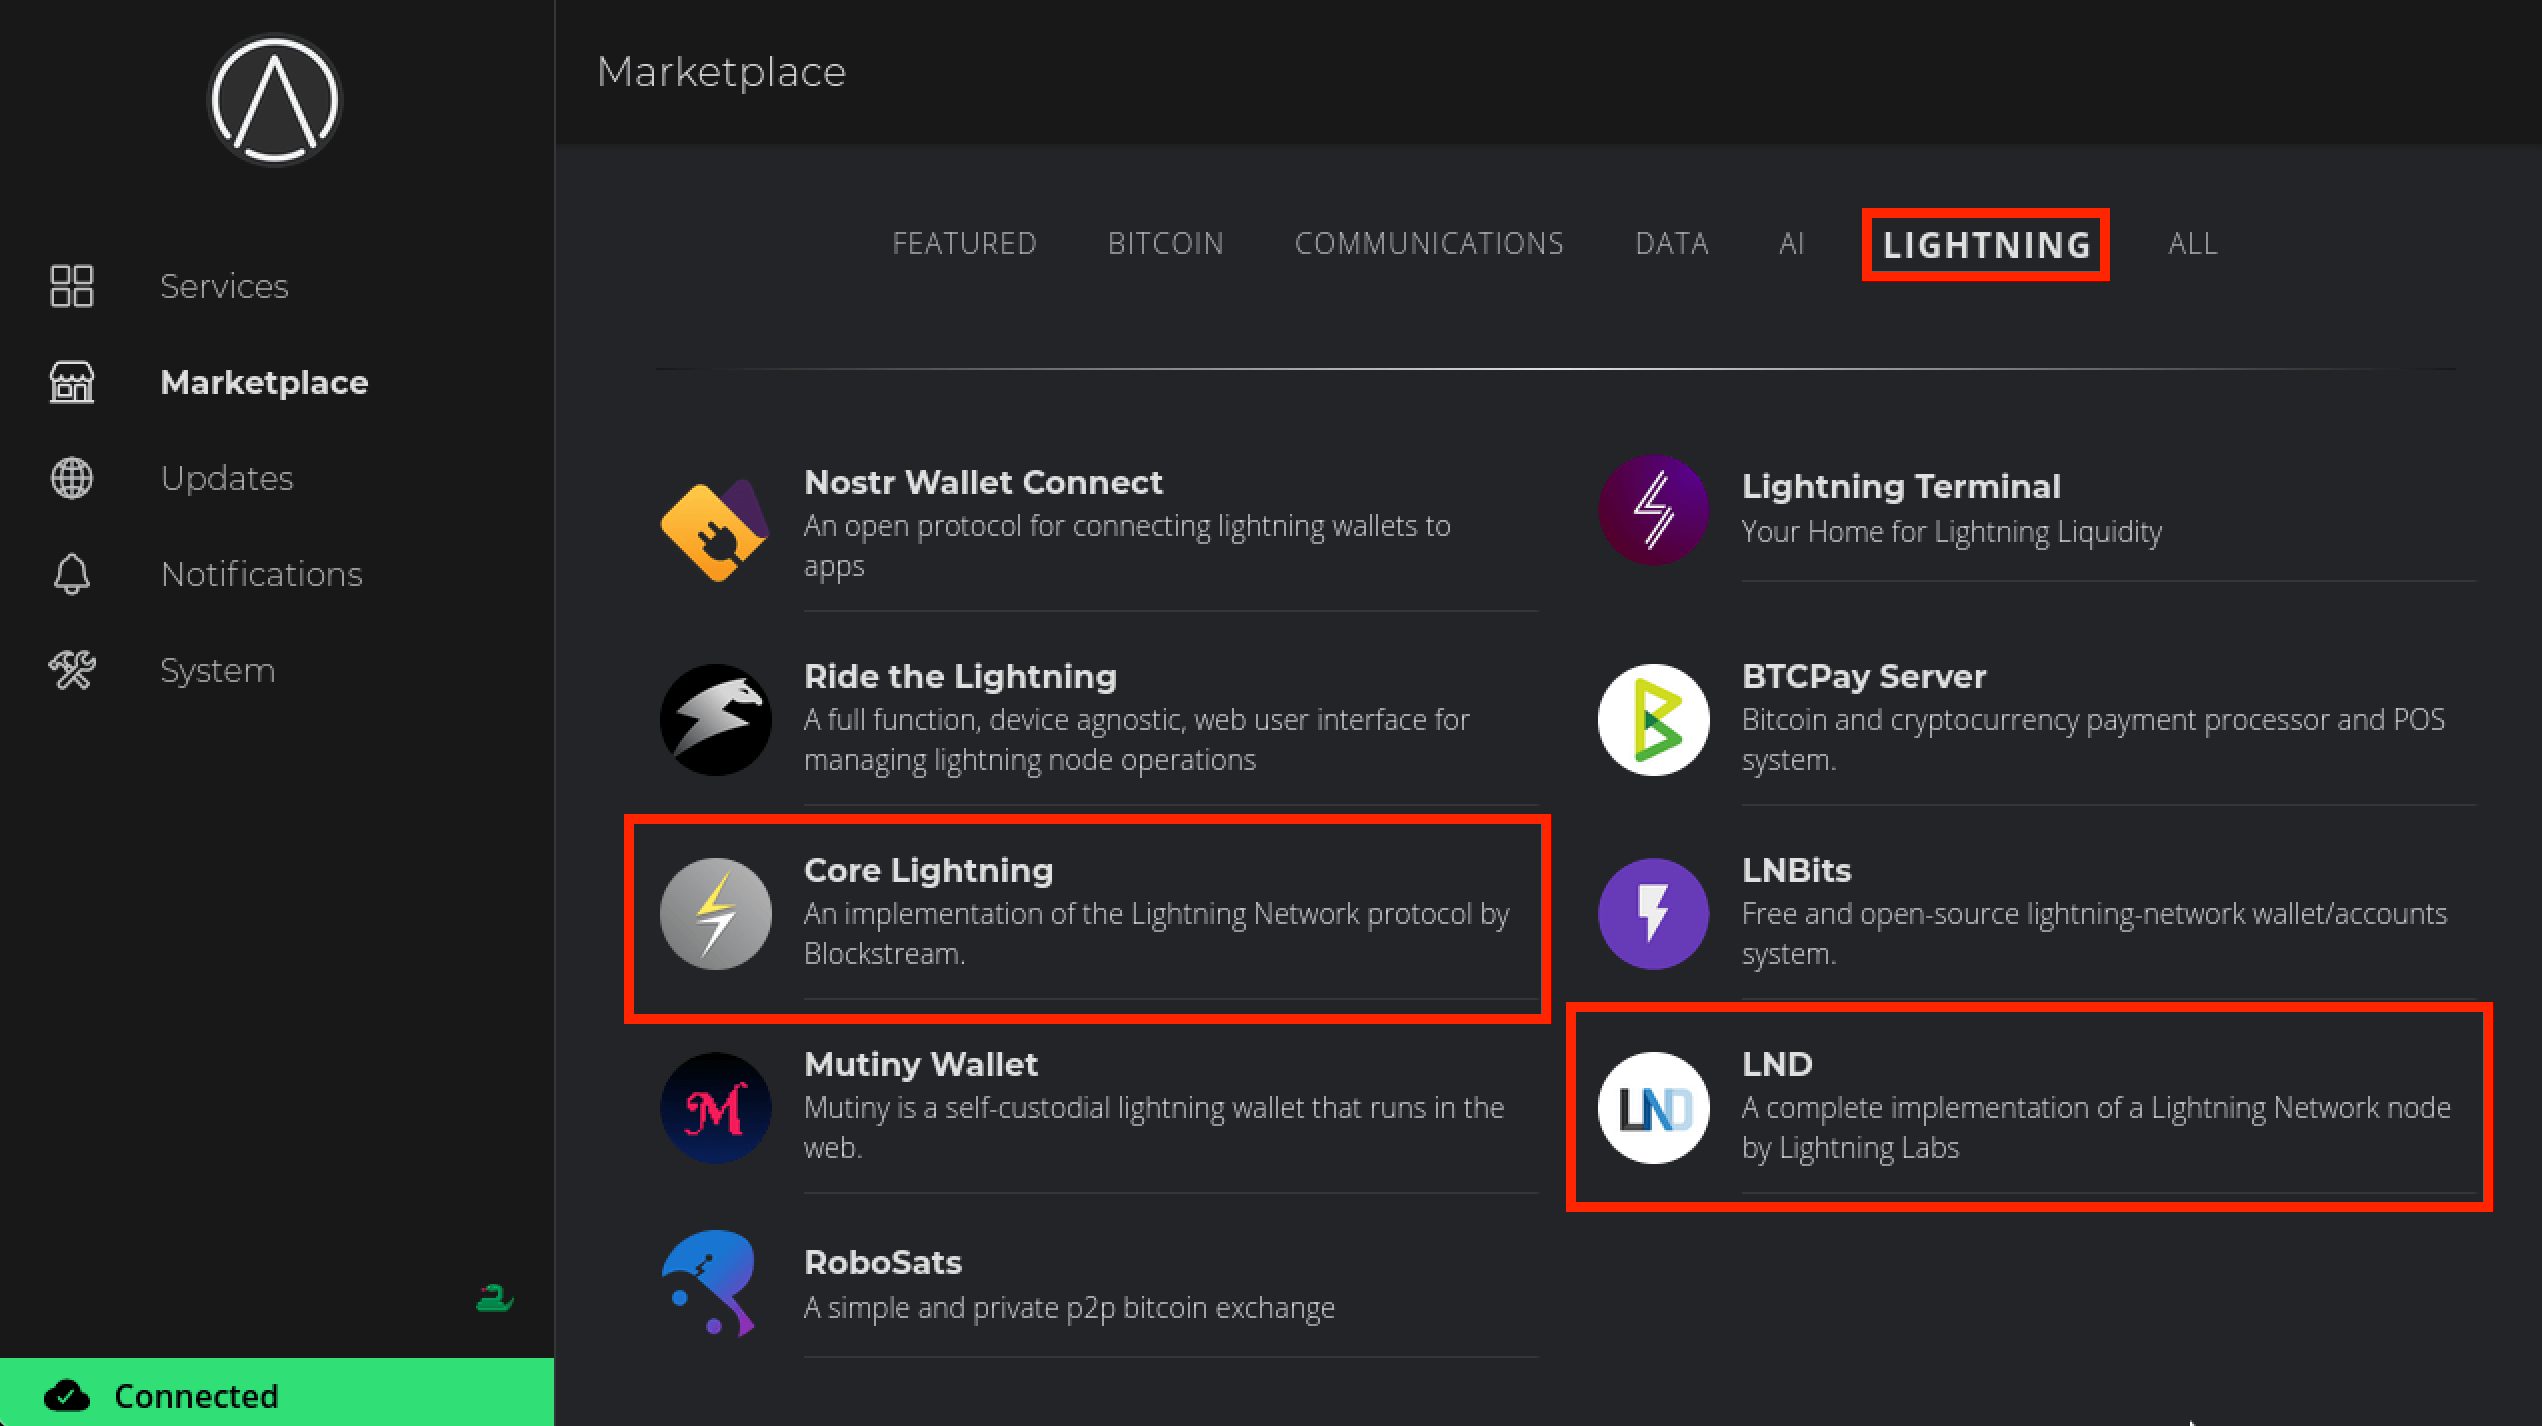 Marketplace
Services
Marketplace
Updates
Notifications
System
Connected
FEATURED
BITCOIN
COMMUNICATIONS
DATA
AI
LIGHTNING
ALL
Nostr Wallet Connect
An open protocol for connecting lightning wallets to
apps
Lightning Terminal
Your Home for Lightning Liquidity
Ride the Lightning
A full function, device agnostic, web user interface for
managing lightning node operations
BTCPay Server
Bitcoin and cryptocurrency payment processor and POS
system.
Core Lightning
An implementation of the Lightning Network protocol by
Blockstream.
LNBits
Free and open-source lightning-network wallet/accounts
system.
Mutiny Wallet
Mutiny is a self-custodial lightning wallet that runs in the
web.
M
LND
A complete implementation of a Lightning Network node
by Lightning Labs
LND
RoboSats
A simple and private p2p bitcoin exchange